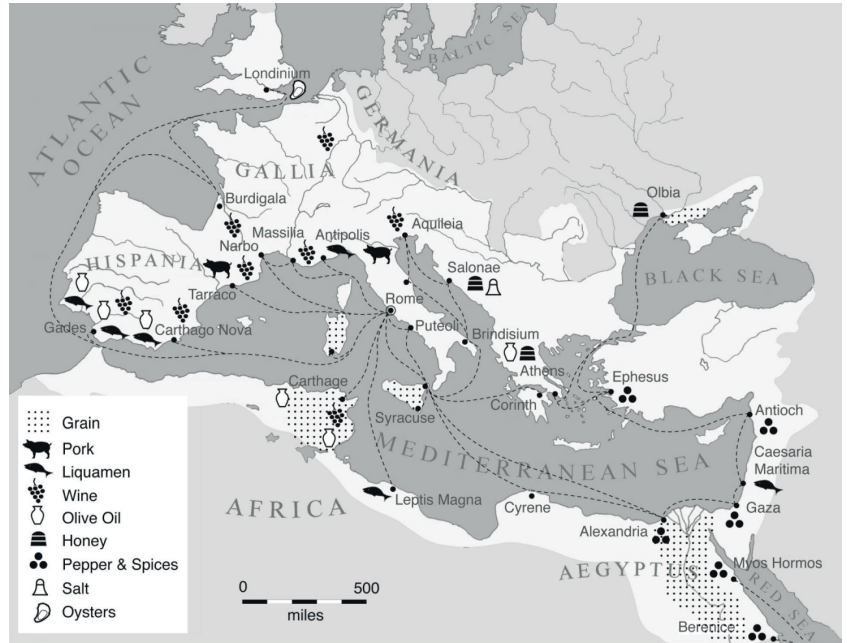 BALTIC SEA
Londinium
ATLANTIC
OCEAN
GERMANIA
GALLIA
Olbia
Burdigala
Massilia
Antipolis
Aquileia
Narbo
HISPANIA
Salonae
BLACK SEA
Tarraco
Rome
Puteoli
Gades
Carthago Nova
Brindisium
Athens
Carthage
Ephesus
Syracuse
Corinth
Antioch
MEDITERRANEAN SEA
Caesaria
Maritima
AFRICA
Leptis Magna
Cyrene
Gaza
Alexandria
AEGYPTUS
Myos Hormos
RED SEA
Berenice
Grain
Pork
Liquamen
Wine
Olive Oil
Honey
Pepper & Spices
Salt
Oysters
0 500
miles